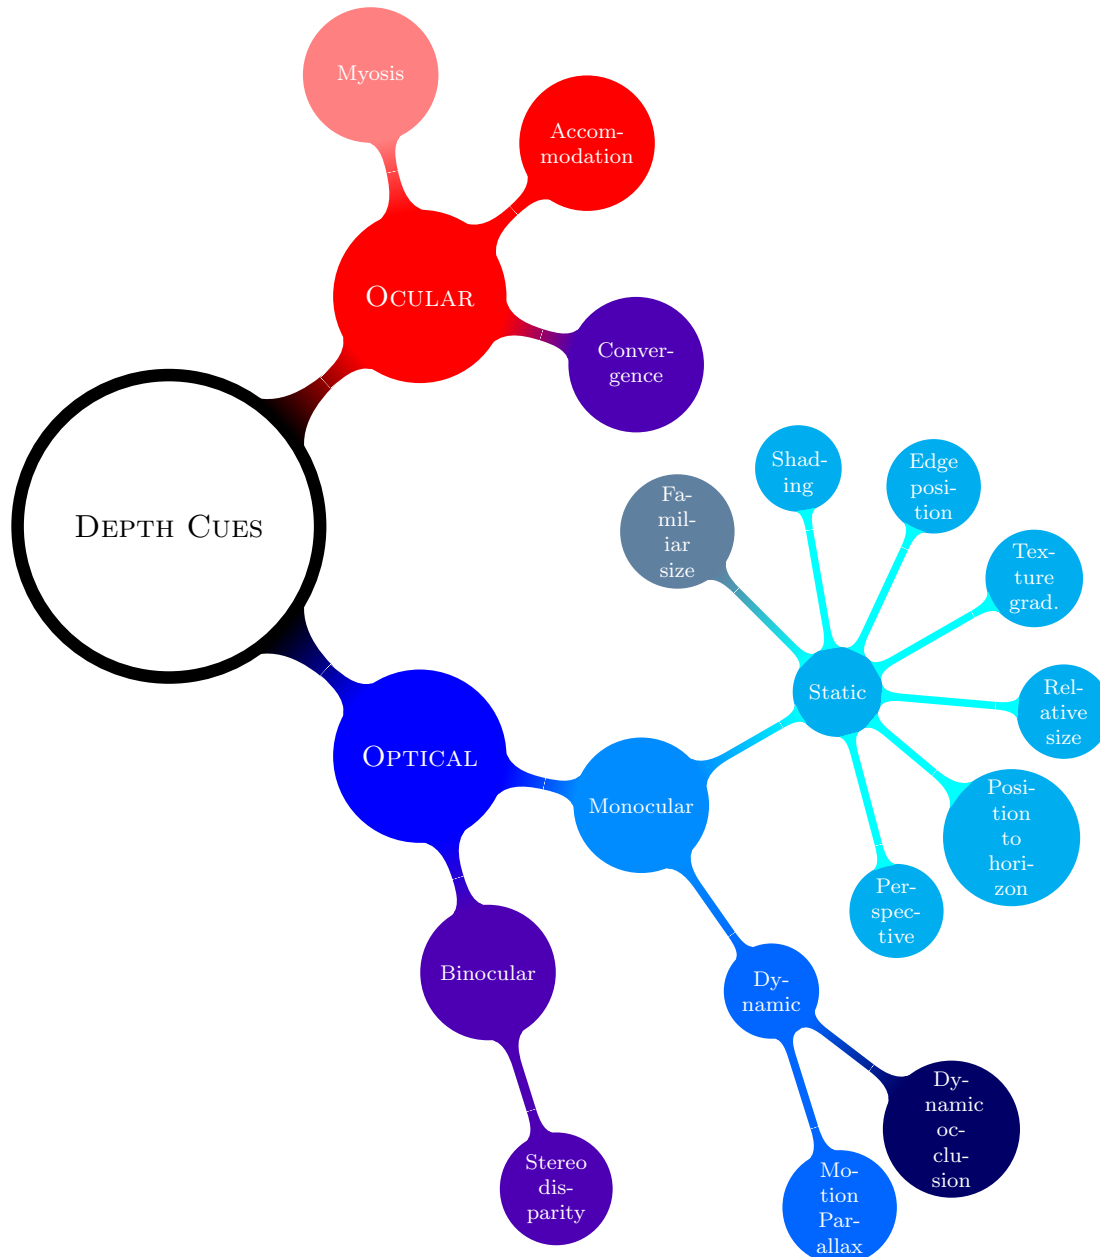 Myosis
Accom-
modation
OCULAR
Conver-
gence
DEPTH CUES
Shad-
ing
Edge
posi-
tion
Fa-
mil-
iar
size
Tex-
ture
grad.
Static
Rel-
ative
size
OPTICAL
Monocular
Posi-
tion
to
hori-
zon
Per-
spec-
tive
Binocular
Dy-
namic
Dy-
namic
oc-
clu-
sion
Stereo
dis-
parity
Mo-
tion
Par-
allax